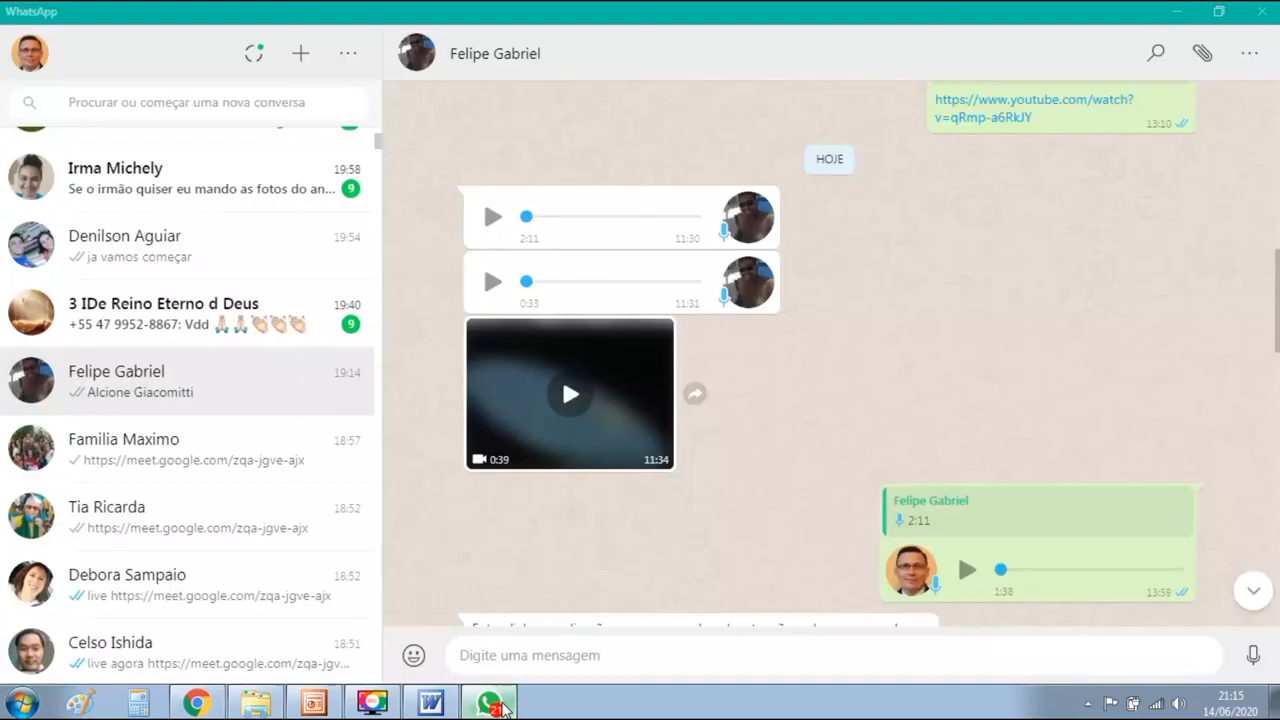 WhatsApp
Felipe Gabriel
Procurar ou começar uma nova conversa
Irma Michely
19:58
Se o irmão quiser eu mando as fotos do an...
9
Denilson Aguiar
19:54
ja vamos começar
3 IDe Reino Eterno d Deus
19:40
+55 47 9952-8867: Vdd 🙏🏻🙏🏻👏🏻👏🏻👏🏻
9
Felipe Gabriel
19:14
Alcione Giacomitti
Familia Maximo
18:57
https://meet.google.com/zqa-jgve-ajx
Tia Ricarda
18:52
https://meet.google.com/zqa-jgve-ajx
Debora Sampaio
18:52
live https://meet.google.com/zqa-jgve-ajx
Celso Ishida
18:51
live agora https://meet.google.com/zqa-jgv...
https://www.youtube.com/watch?
v=qRmp-a6RkJY
13:10
HOJE
2:11
11:30
0:33
11:31
0:39
11:34
Felipe Gabriel
2:11
1:38
13:59
Digite uma mensagem
21
21:15
14/06/2020